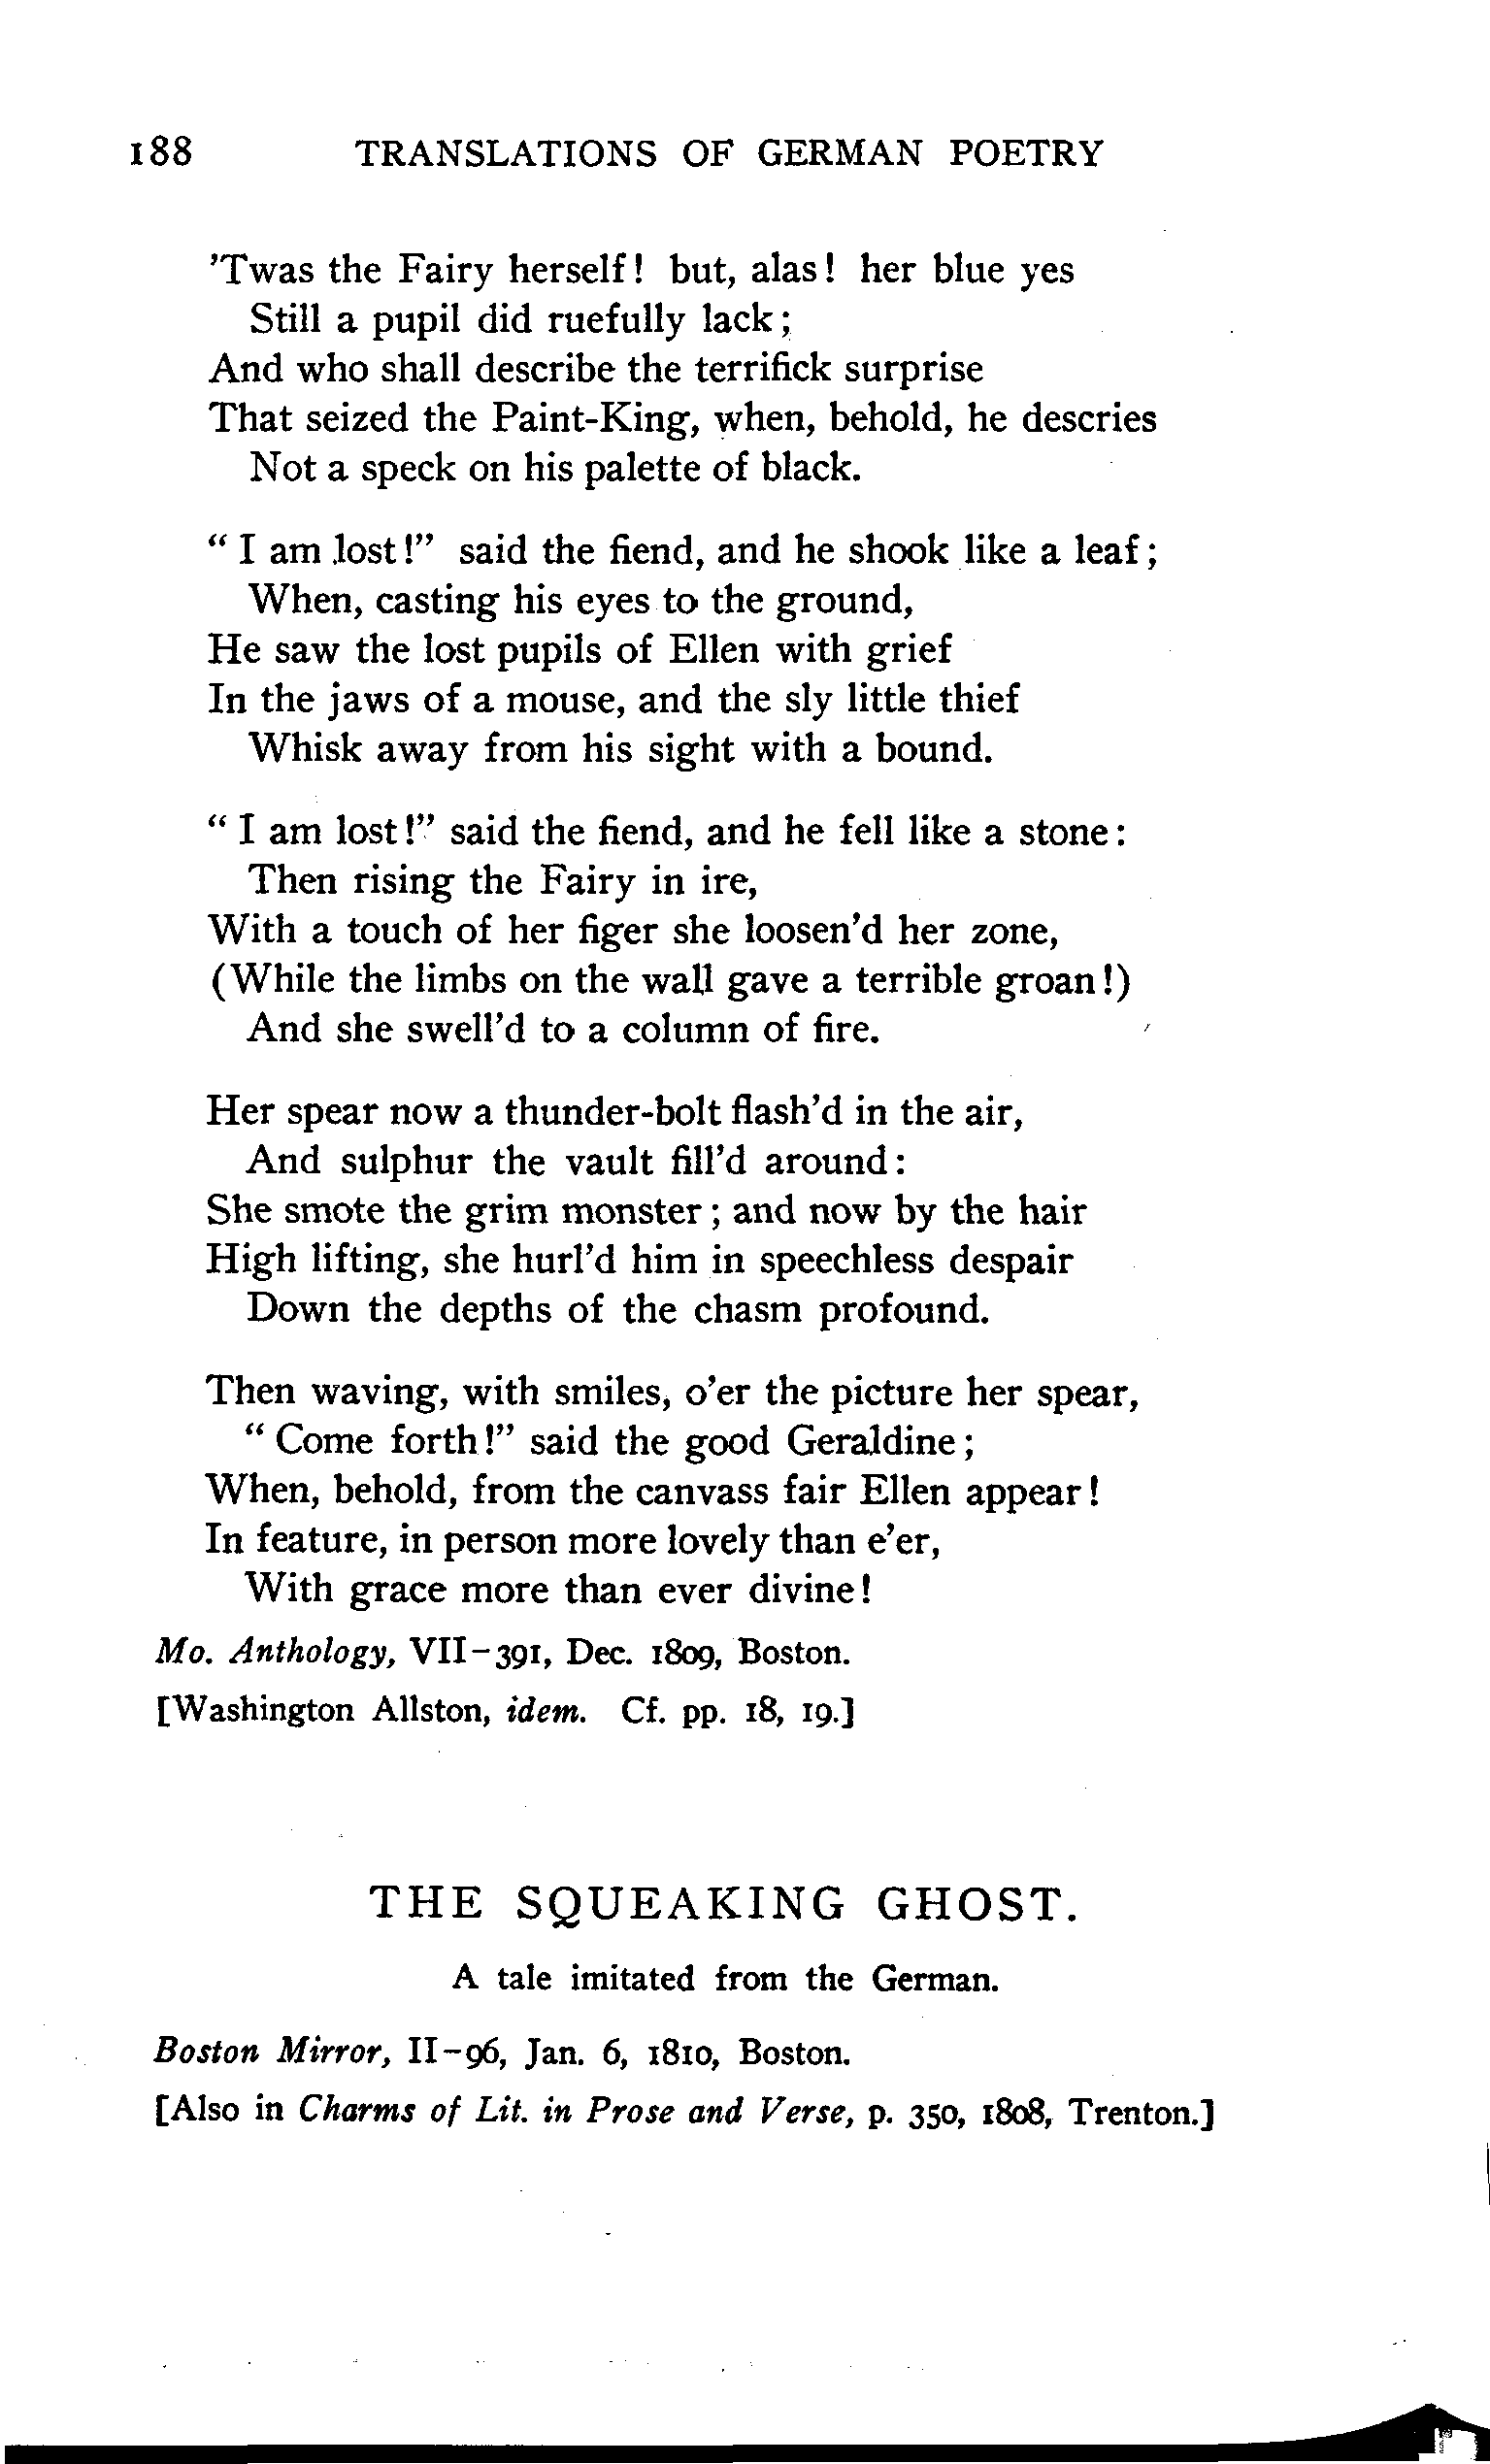 188 TRANSLATIONS OF GERMAN POETRY
'Twas the Fairy herself! but, alas! her blue yes
Still a pupil did ruefully lack;
And who shall describe the terrifick surprise
That seized the Paint-King, when, behold, he descries
Not a speck on his palette of black.
“ I am lost!” said the fiend, and he shook like a leaf;
When, casting his eyes to the ground,
He saw the lost pupils of Ellen with grief
In the jaws of a mouse, and the sly little thief
Whisk away from his sight with a bound.
“ I am lost!” said the fiend, and he fell like a stone:
Then rising the Fairy in ire,
With a touch of her figer she loosen'd her zone,
(While the limbs on the wall gave a terrible groan!)
And she swell'd to a column of fire.
Her spear now a thunder-bolt flash'd in the air,
And sulphur the vault fill'd around:
She smote the grim monster; and now by the hair
High lifting, she hurl'd him in speechless despair
Down the depths of the chasm profound.
Then waving, with smiles, o'er the picture her spear,
“ Come forth!” said the good Geraldine;
When, behold, from the canvass fair Ellen appear!
In feature, in person more lovely than e'er,
With grace more than ever divine!
Mo. Anthology, VII–391, Dec. 1809, Boston.
[Washington Allston, idem. Cf. pp. 18, 19.]
THE SQUEAKING GHOST.
A tale imitated from the German.
Boston Mirror, II–96, Jan. 6, 1810, Boston.
[Also in Charms of Lit. in Prose and Verse, p. 350, 1808, Trenton.]